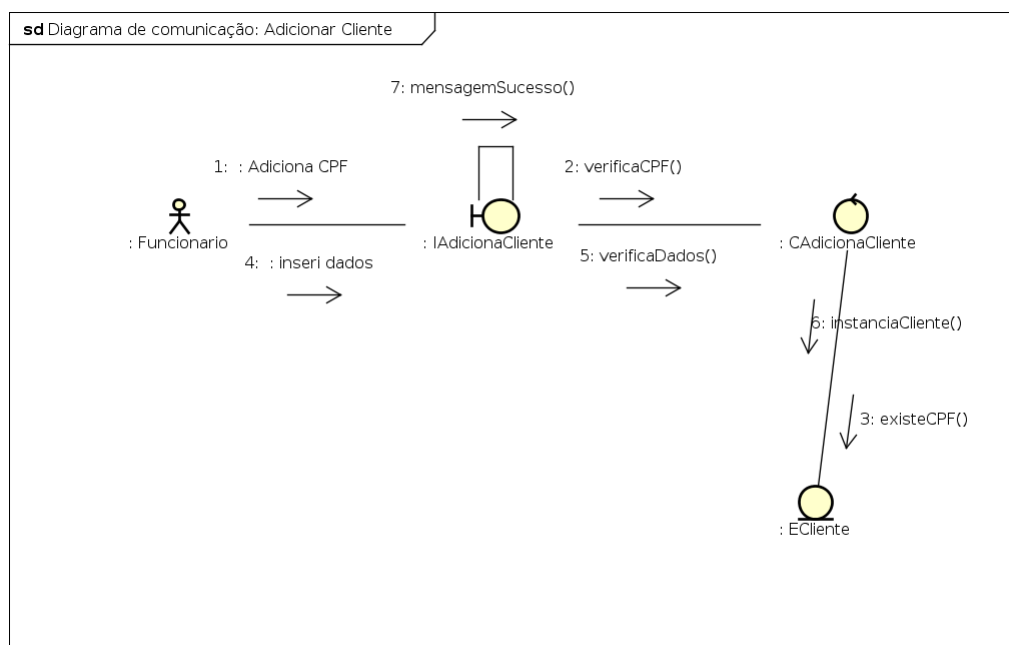 sd Diagrama de comunicação: Adicionar Cliente
7: mensagemSucesso()
1:  : Adiciona CPF
2: verificaCPF()
: Funcionario
: IAdicionaCliente
: CAdicionaCliente
4:  : inseri dados
5: verificaDados()
6: instanciaCliente()
3: existeCPF()
: ECliente